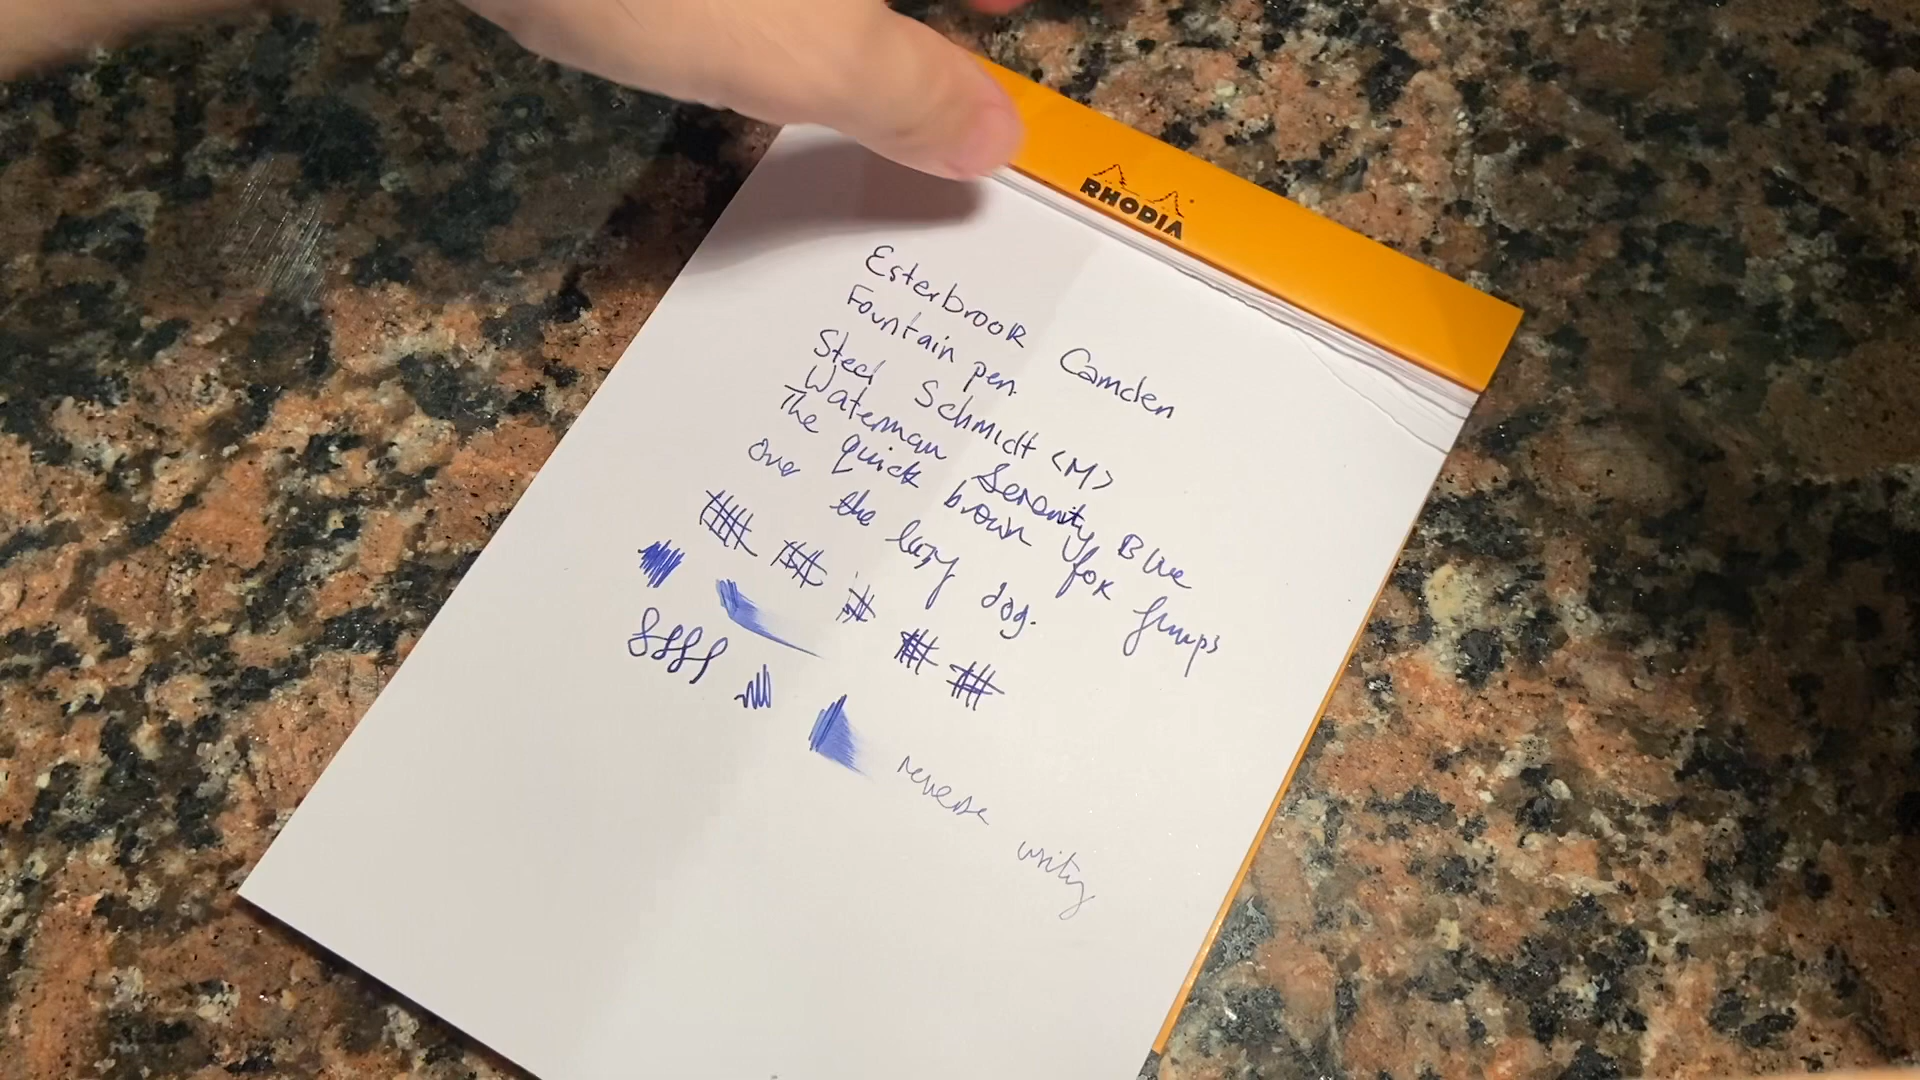 RHODIA
Esterbrook Camden
Fountain pen.
Steel Schmidt <M>
Waterman Serenity Blue
The quick brown fox jumps
over the lazy dog.
reverse writing